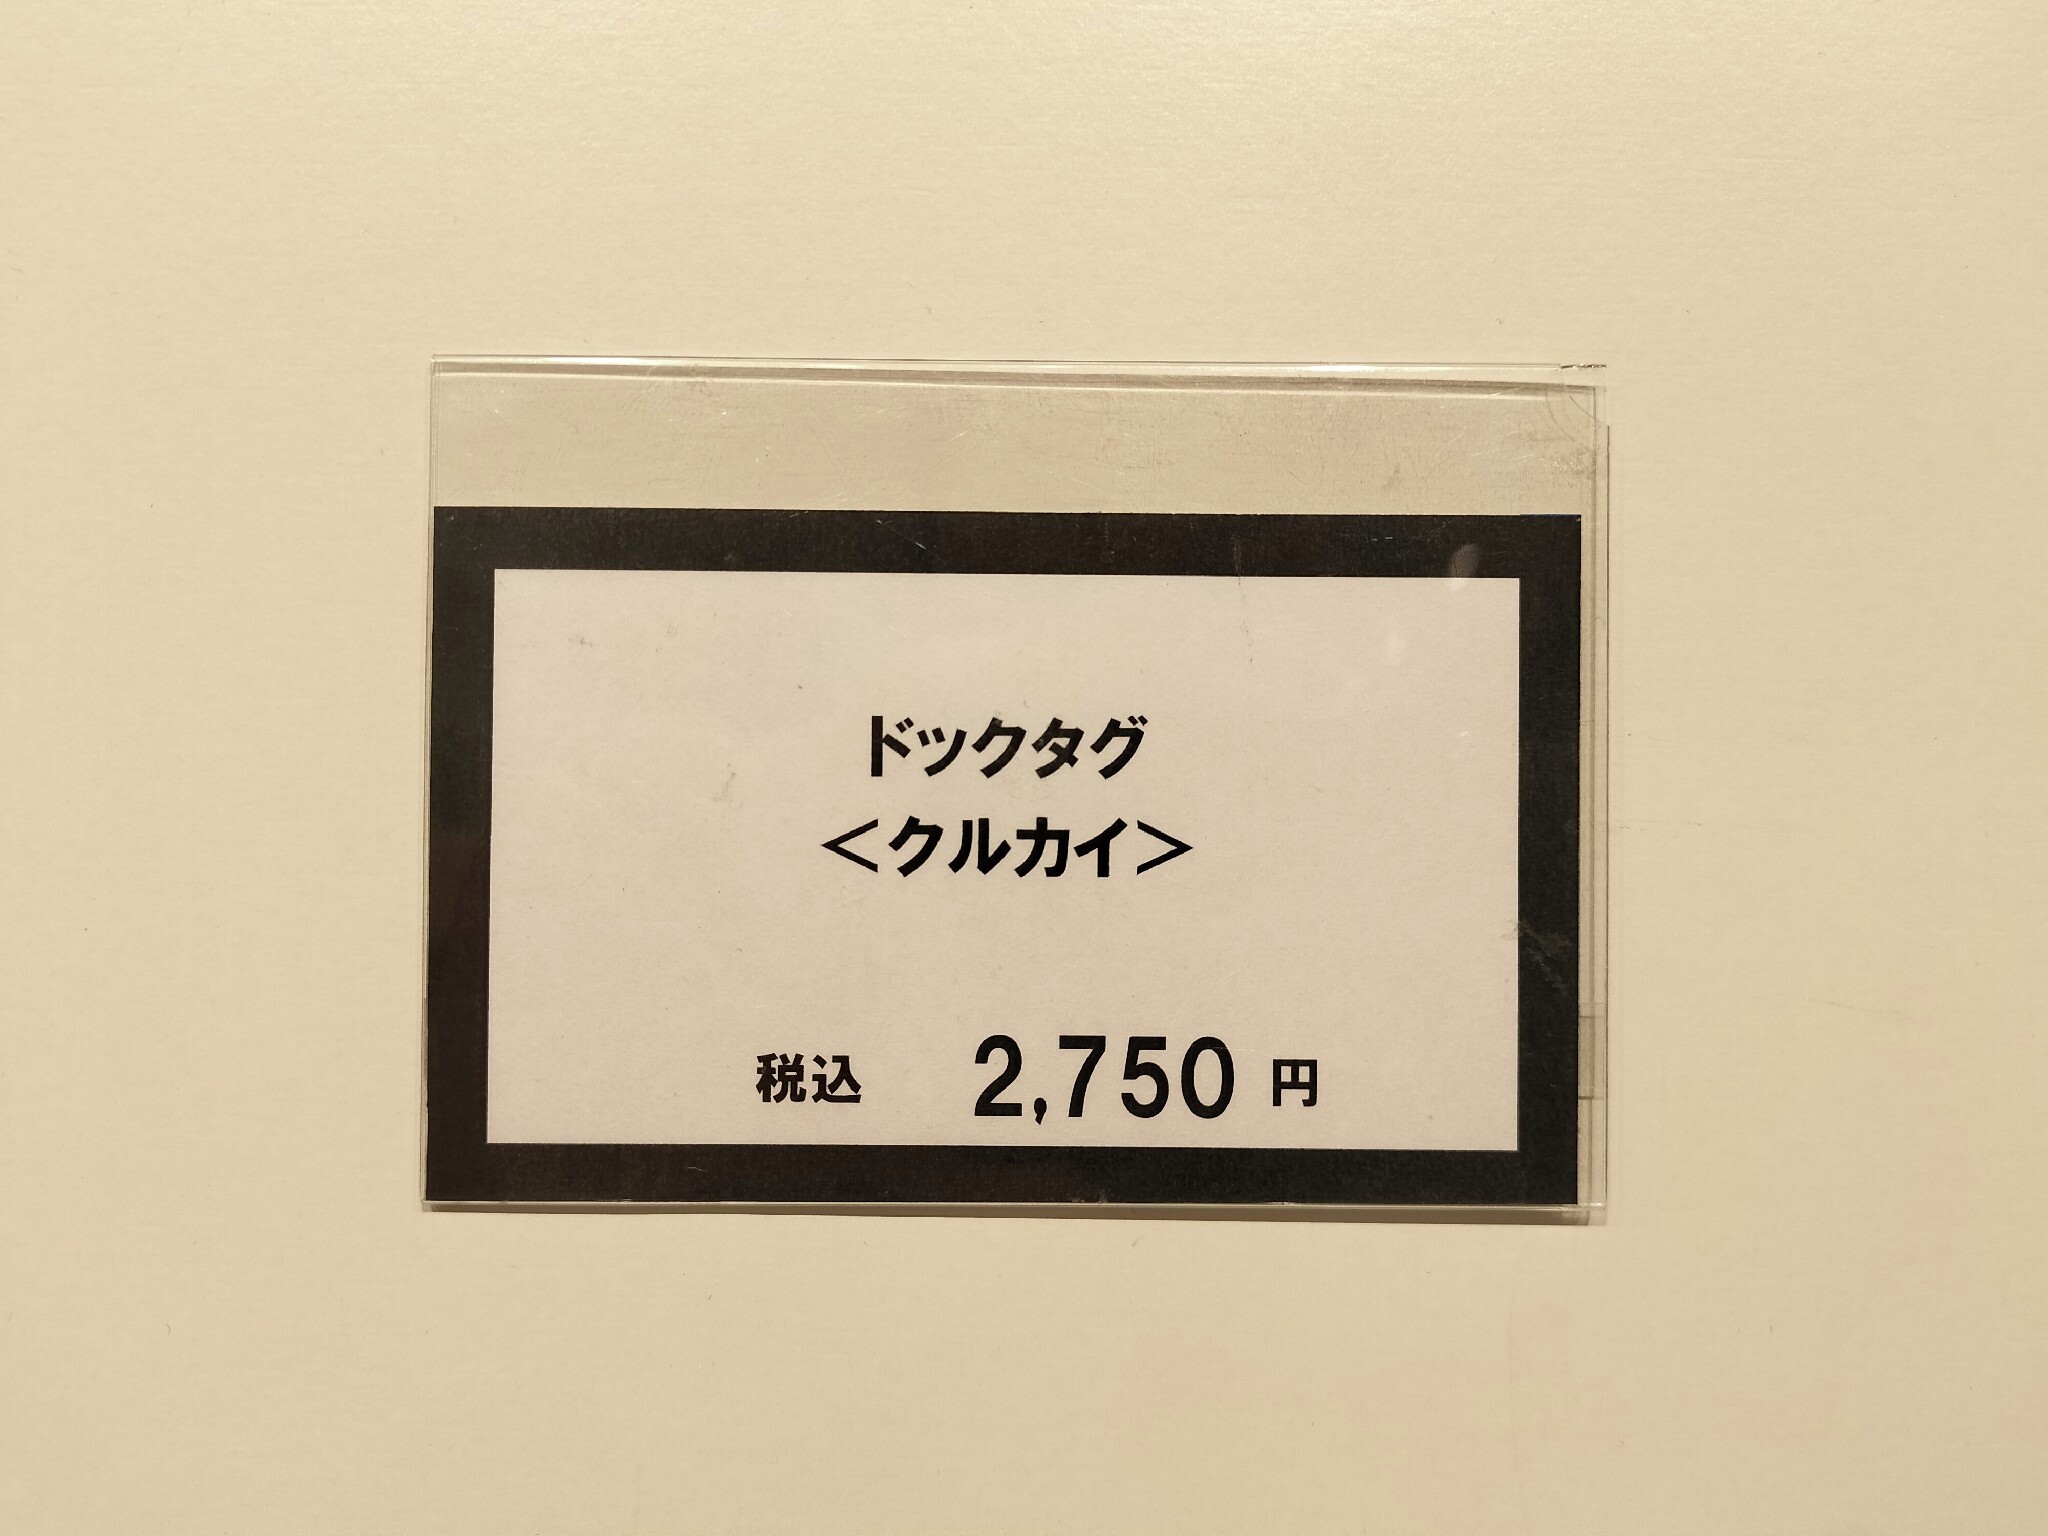 ドックタグ
＜クルカイ＞
税込 2,750 円